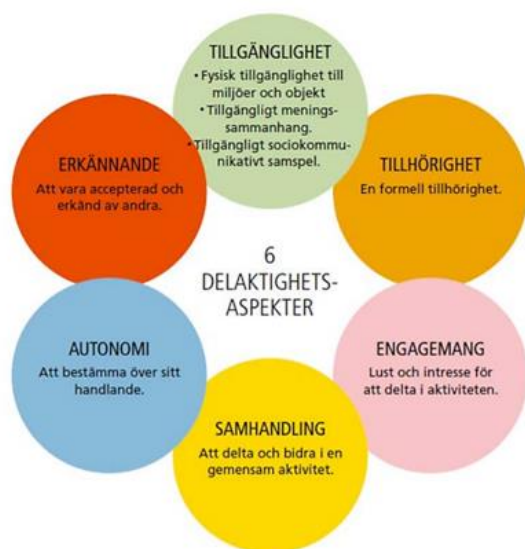 TILLGÄNGLIGHET
• Fysisk tillgänglighet till
miljöer och objekt
• Tillgängligt menings-
sammanhang.
• Tillgängligt sociokommu-
nikativt samspel.
ERKÄNNANDE
Att vara accepterad och
erkänd av andra.
TILLHÖRIGHET
En formell tillhörighet.
6
DELAKTIGHETS-
ASPEKTER
AUTONOMI
Att bestämma över sitt
handlande.
ENGAGEMANG
Lust och intresse för
att delta i aktiviteten.
SAMHANDLING
Att delta och bidra i en
gemensam aktivitet.